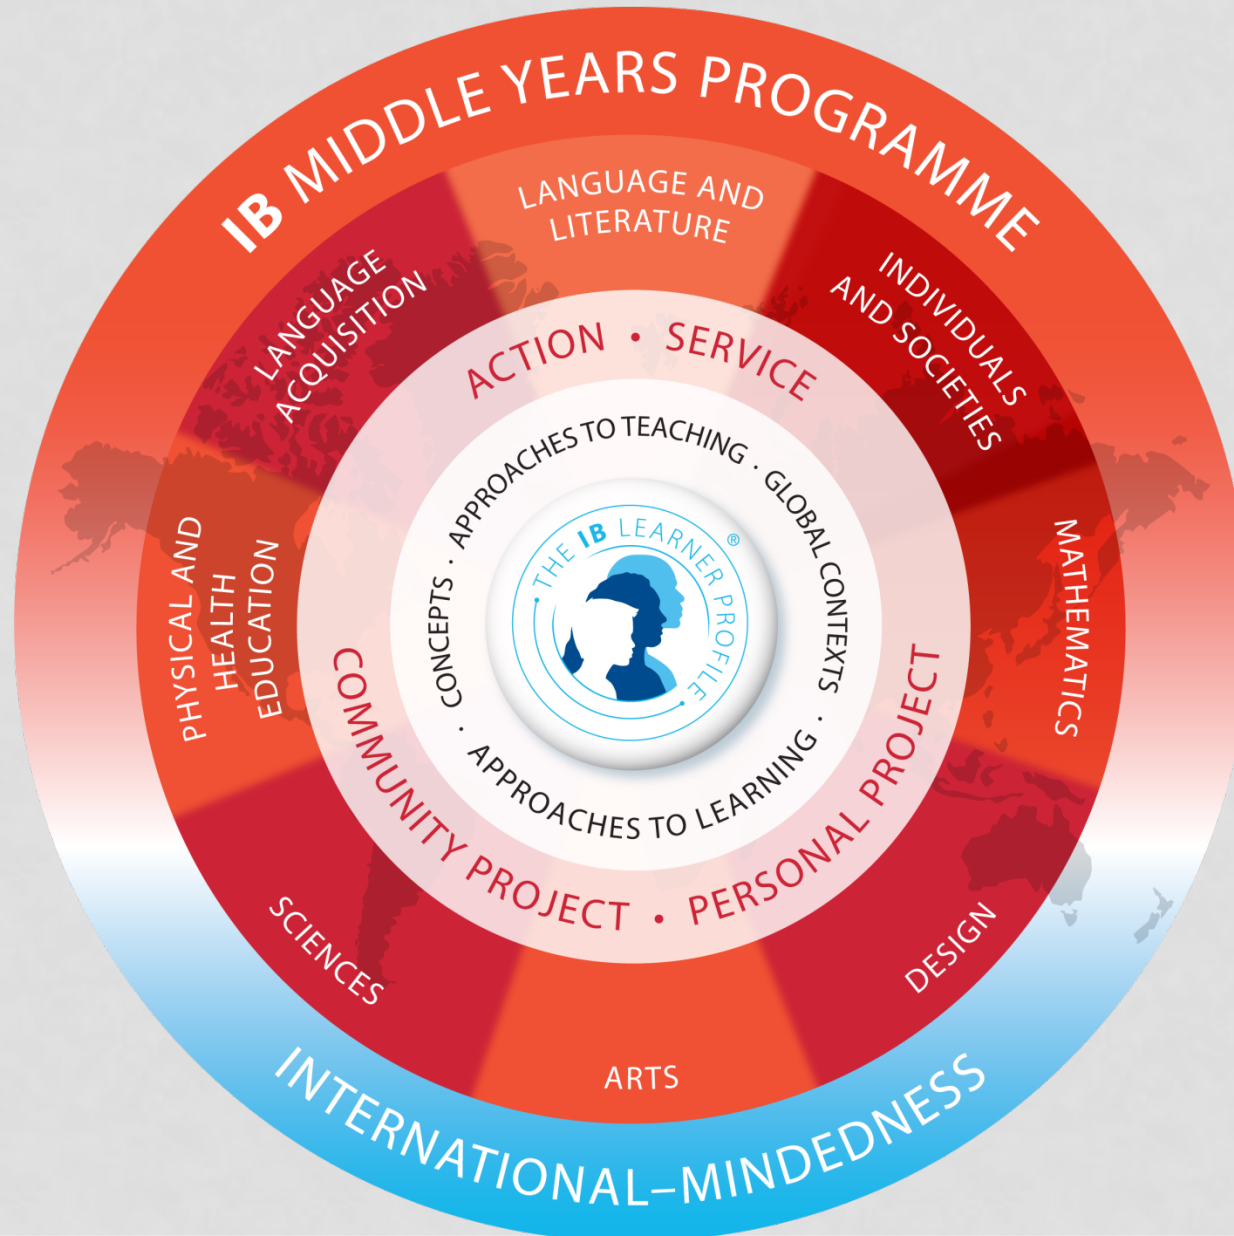 IB MIDDLE YEARS PROGRAMME
LANGUAGE AND
LITERATURE
INDIVIDUALS
AND SOCIETIES
MATHEMATICS
DESIGN
ARTS
SCIENCES
PHYSICAL AND
HEALTH
EDUCATION
LANGUAGE
ACQUISITION
ACTION • SERVICE
PERSONAL PROJECT
COMMUNITY PROJECT •
APPROACHES TO TEACHING · GLOBAL CONTEXTS ·
APPROACHES TO LEARNING
· CONCEPTS ·
• THE IB LEARNER PROFILE • ®
INTERNATIONAL–MINDEDNESS